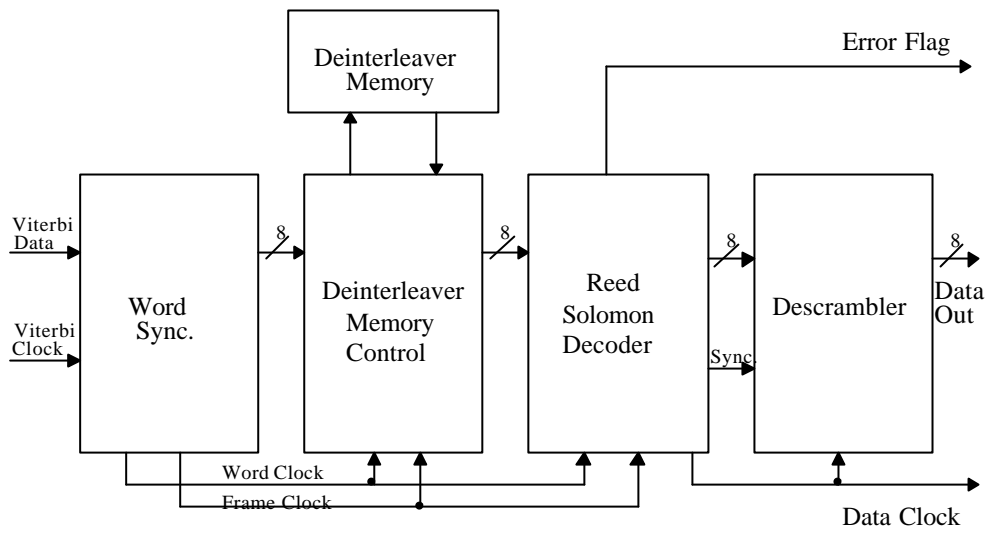 Error Flag
Deinterleaver
Memory
Viterbi
Data
8
8
8
8
Viterbi
Clock
Word
Sync.
Deinterleaver
Memory
Control
Reed
Solomon
Decoder
Sync.
Descrambler
Data
Out
Word Clock
Frame Clock
Data Clock